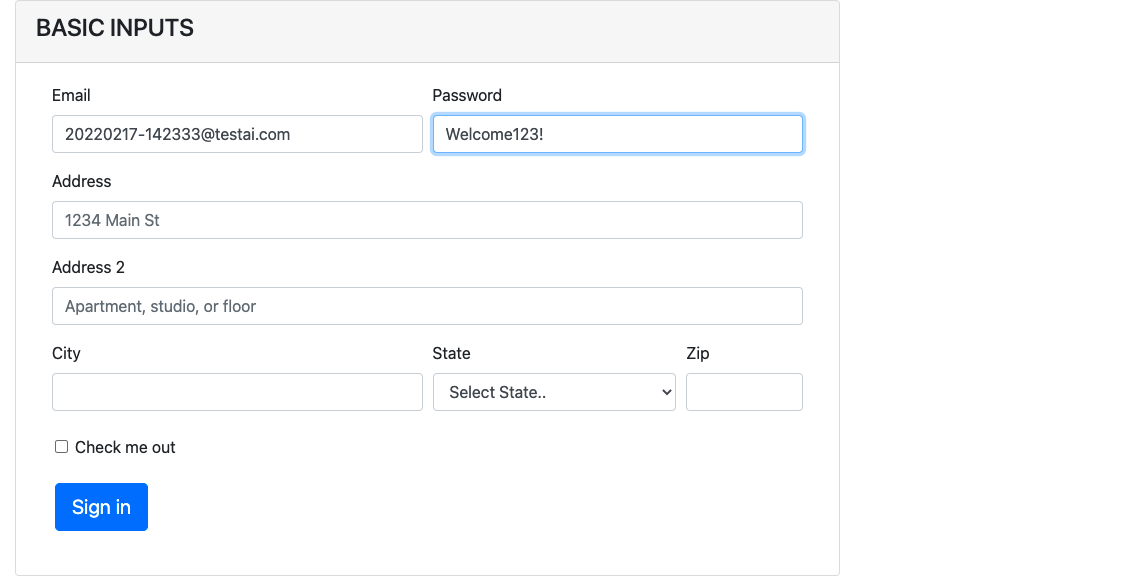 BASIC INPUTS
Email Password
20220217-142333@testai.com Welcome123!
Address
1234 Main St
Address 2
Apartment, studio, or floor
City State Zip
Select State..
Check me out
Sign in